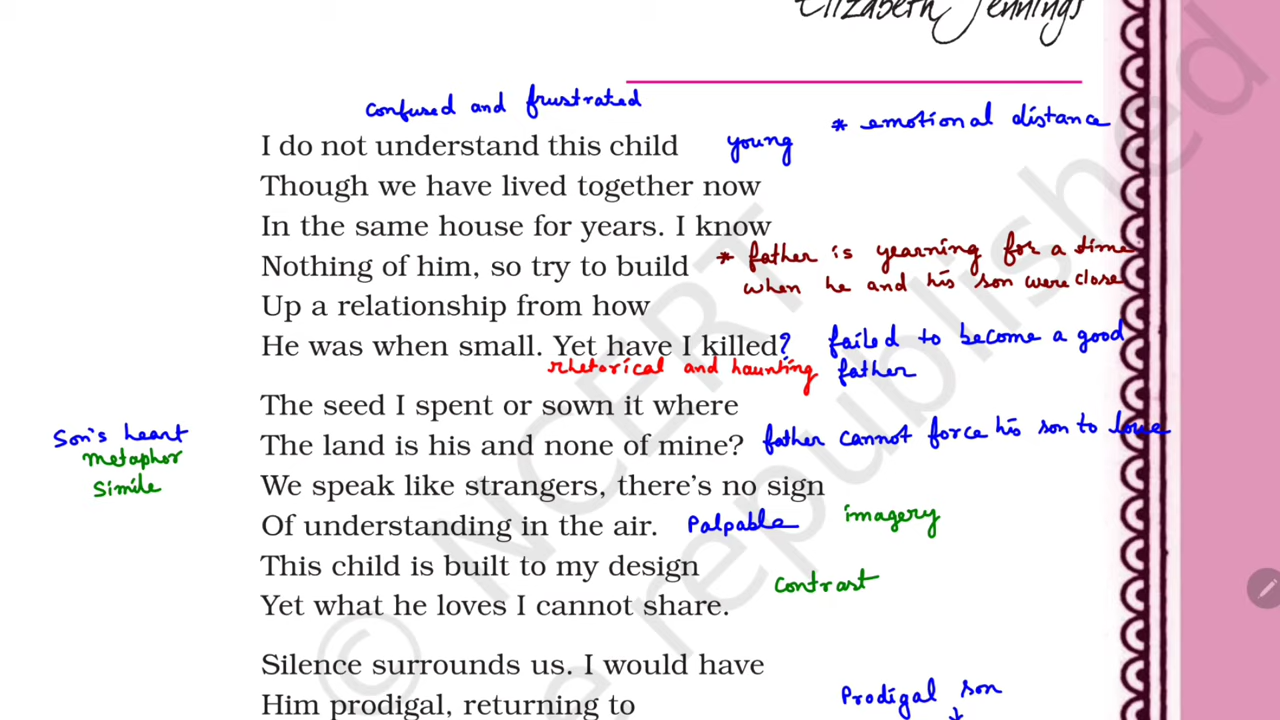 Elizabeth Jennings
confused and frustrated
* emotional distance
I do not understand this child young
Though we have lived together now
In the same house for years. I know
Nothing of him, so try to build * father is yearning for a time
when he and his son were close
Up a relationship from how
He was when small. Yet have I killed? failed to become a good
rhetorical and haunting father
The seed I spent or sown it where
Son's heart
The land is his and none of mine? father cannot force his son to love
metaphor
Simile
We speak like strangers, there's no sign
Of understanding in the air. Palpable imagery
This child is built to my design
contrast
Yet what he loves I cannot share.
Silence surrounds us. I would have
Him prodigal, returning to Prodigal son
© NCERT
be republished